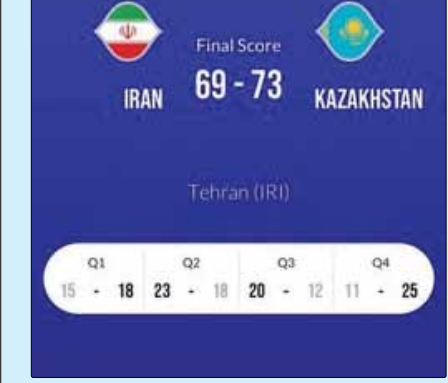 Final Score
69 - 73
IRAN
KAZAKHSTAN
Tehran (IRI)
Q1 Q2 Q3 Q4
15 - 18 23 - 18 20 - 12 11 - 25